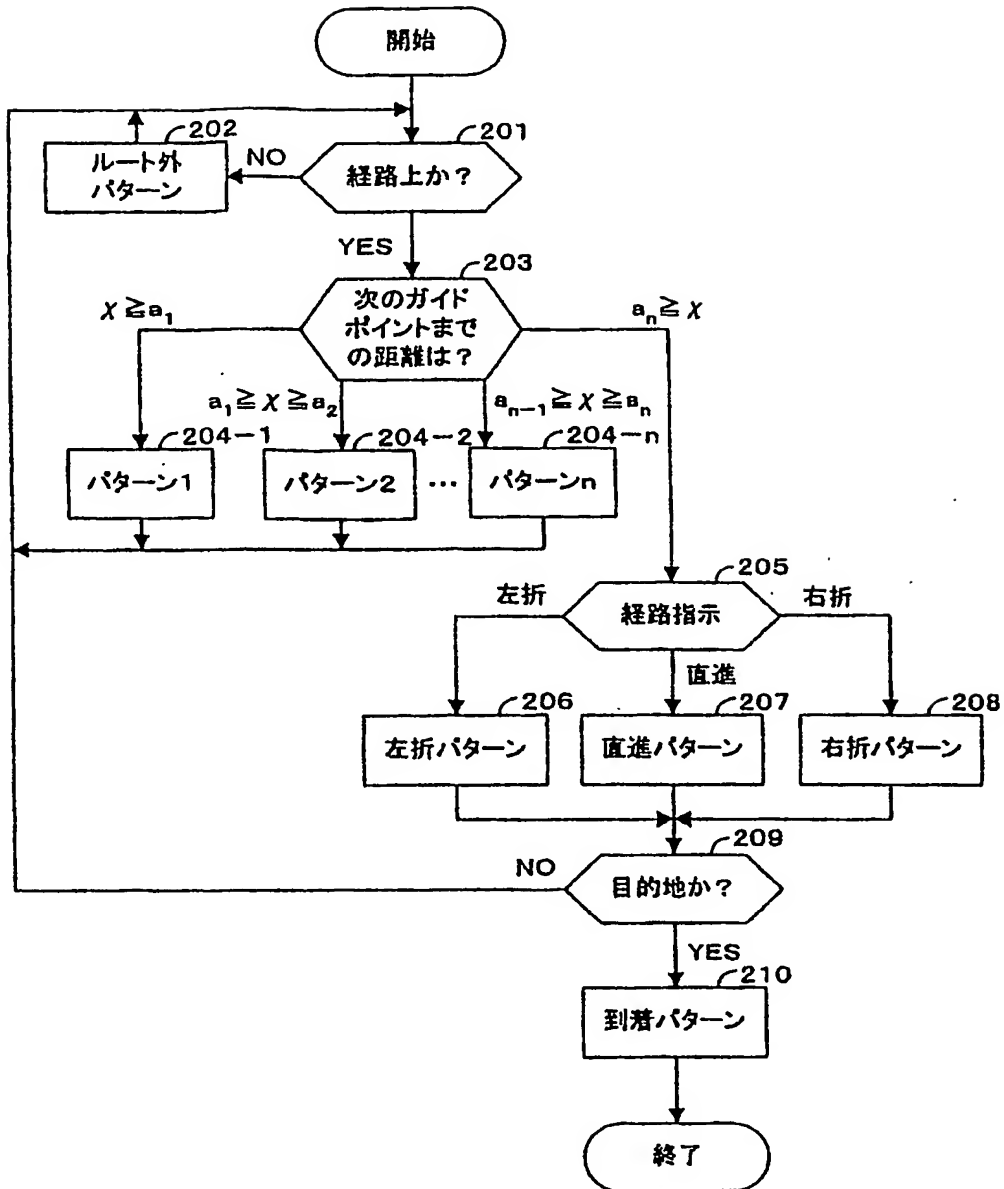 開始
202
201
ルート外
パターン
NO
経路上か?
YES
203
次のガイド
ポイントまで
の距離は?
χ≧a₁
aₙ≧χ
a₁≧χ≧a₂
aₙ₋₁≧χ≧aₙ
204-1
204-2
204-n
パターン1
パターン2
…
パターンn
205
左折
経路指示
右折
直進
206
207
208
左折パターン
直進パターン
右折パターン
209
NO
目的地か?
YES
210
到着パターン
終了